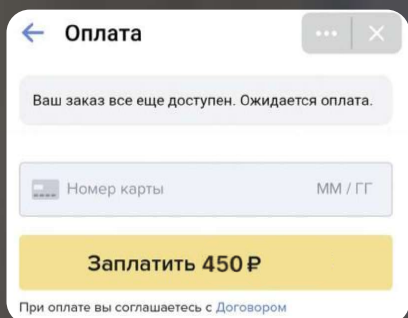 Оплата
Ваш заказ все еще доступен. Ожидается оплата.
Номер карты ММ / ГГ
Заплатить 450 ₽
При оплате вы соглашаетесь с Договором